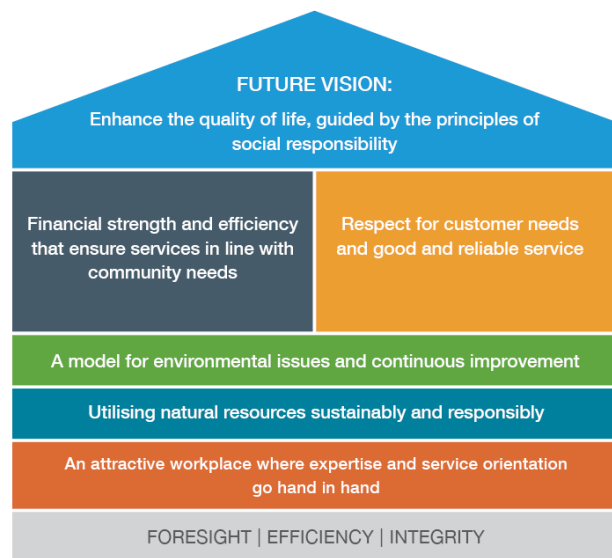 FUTURE VISION:
Enhance the quality of life, guided by the principles of
social responsibility
Financial strength and efficiency
that ensure services in line with
community needs
Respect for customer needs
and good and reliable service
A model for environmental issues and continuous improvement
Utilising natural resources sustainably and responsibly
An attractive workplace where expertise and service orientation
go hand in hand
FORESIGHT | EFFICIENCY | INTEGRITY